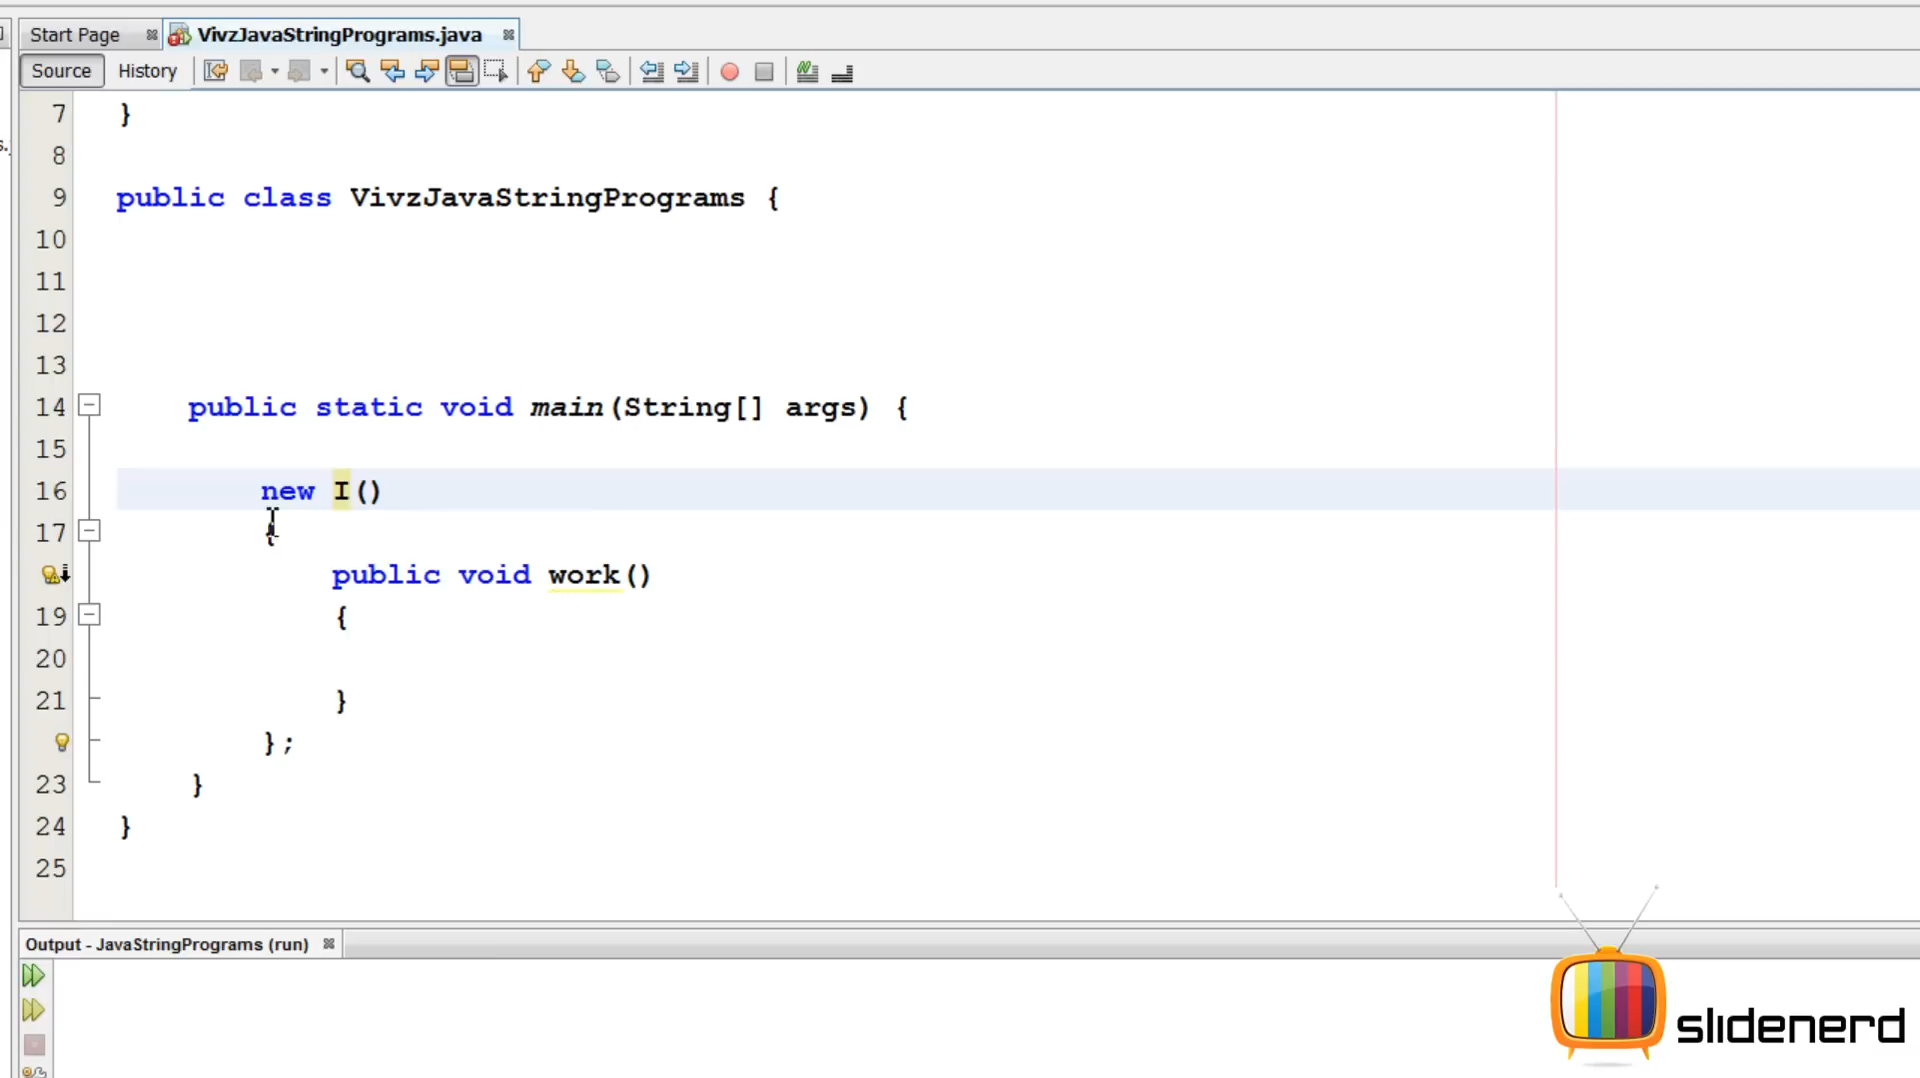 Start Page
VivzJavaStringPrograms.java
Source History
7 }
8
9 public class VivzJavaStringPrograms {
10
11
12
13
14 public static void main(String[] args) {
15
16 new I()
17 {
public void work()
19 {
20
21 }
};
23 }
24 }
25
Output - JavaStringPrograms (run)
slidenerd